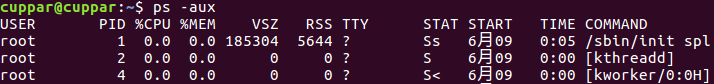 cuppar@cuppar:~$ ps -aux
USER PID %CPU %MEM VSZ RSS TTY STAT START TIME COMMAND
root 1 0.0 0.0 185304 5644 ? Ss 6月09 0:05 /sbin/init spl
root 2 0.0 0.0 0 0 ? S 6月09 0:00 [kthreadd]
root 4 0.0 0.0 0 0 ? S< 6月09 0:00 [kworker/0:0H]